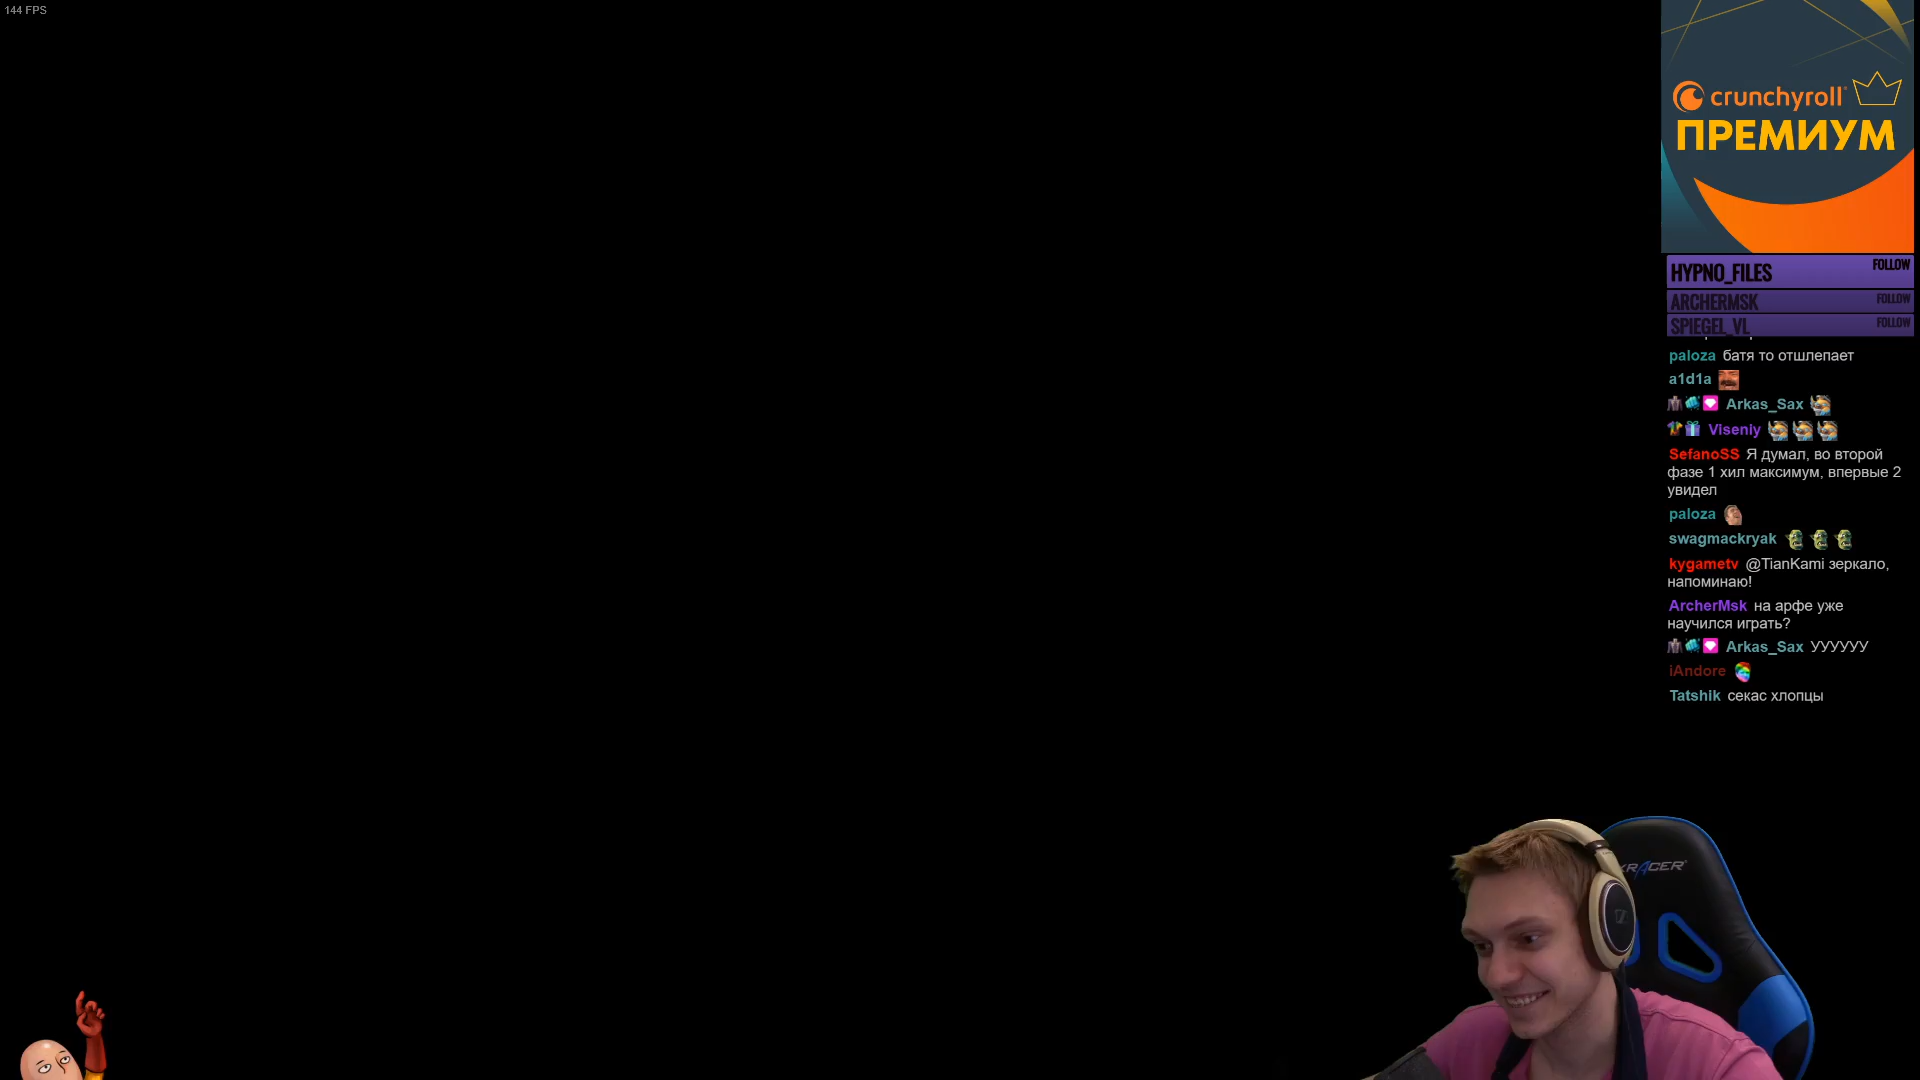 144 FPS
crunchyroll
ПРЕМИУМ
HYPNO_FILES FOLLOW
ARCHERMSK FOLLOW
SPIEGEL_VL FOLLOW
paloza батя то отшлепает
a1d1a
Arkas_Sax
Viseniy
SefanoSS Я думал, во второй
фазе 1 хил максимум, впервые 2
увидел
paloza
swagmackryak
kygametv @TianKami зеркало,
напоминаю!
ArcherMsk на арфе уже
научился играть?
Arkas_Sax УУУУУУ
iAndore
Tatshik секас хлопцы